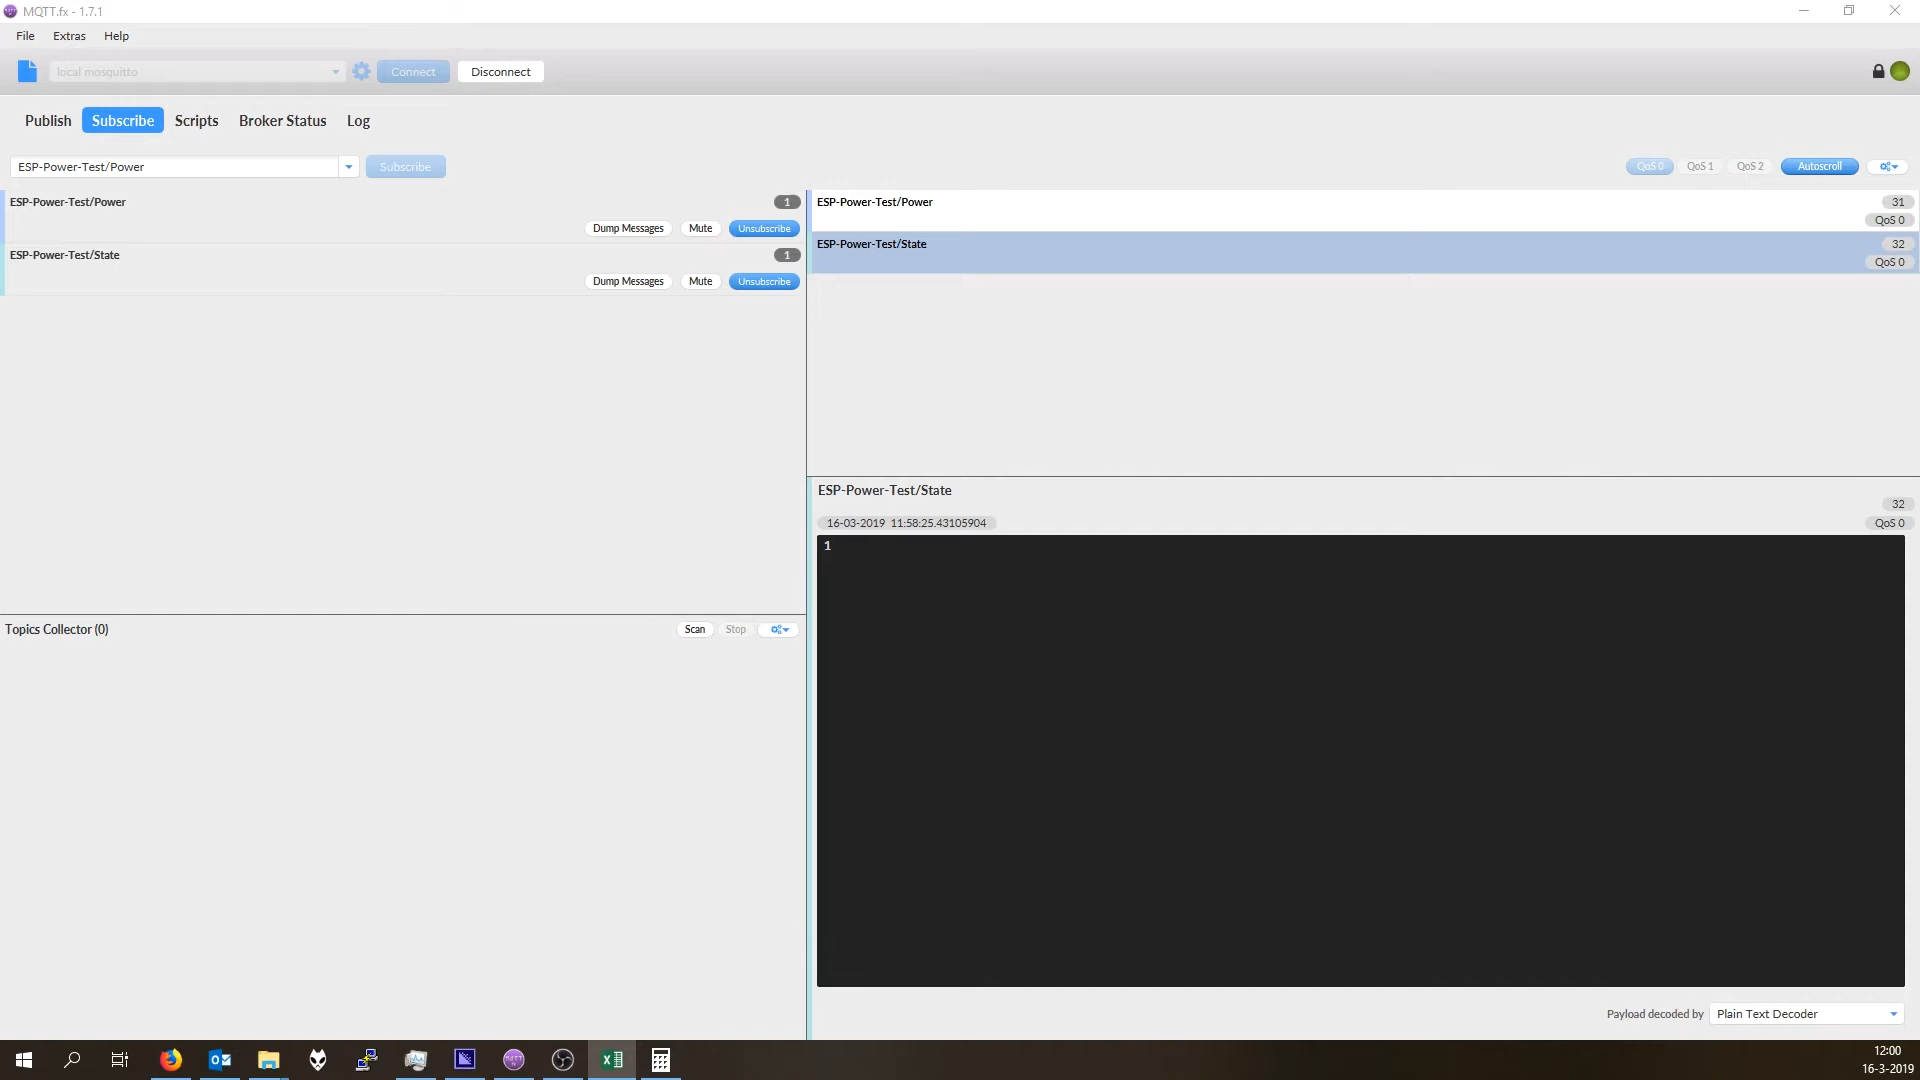 MQTT.fx - 1.7.1
File Extras Help
local mosquitto
Connect
Disconnect
Publish
Subscribe
Scripts
Broker Status
Log
ESP-Power-Test/Power
Subscribe
QoS 0
QoS 1
QoS 2
Autoscroll
ESP-Power-Test/Power
1
Dump Messages
Mute
Unsubscribe
ESP-Power-Test/State
1
Dump Messages
Mute
Unsubscribe
ESP-Power-Test/Power
31
QoS 0
ESP-Power-Test/State
32
QoS 0
ESP-Power-Test/State
32
16-03-2019 11:58:25.43105904
QoS 0
1
Topics Collector (0)
Scan
Stop
Payload decoded by
Plain Text Decoder
12:00
16-3-2019